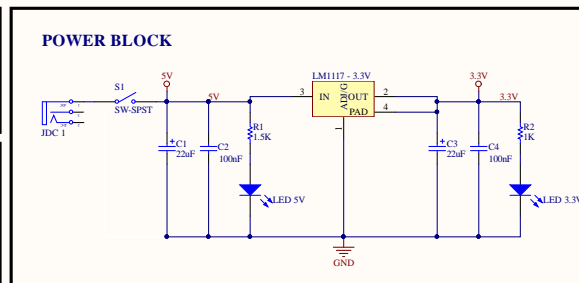 POWER BLOCK
5V
5V
S1
SW-SPST
JDC 1
LM1117 - 3.3V
3
IN
ADJ/G
OUT
2
PAD
4
1
3.3V
3.3V
C1
22uF
C2
100nF
R1
1.5K
LED 5V
C3
22uF
C4
100nF
R2
1K
LED 3.3V
GND